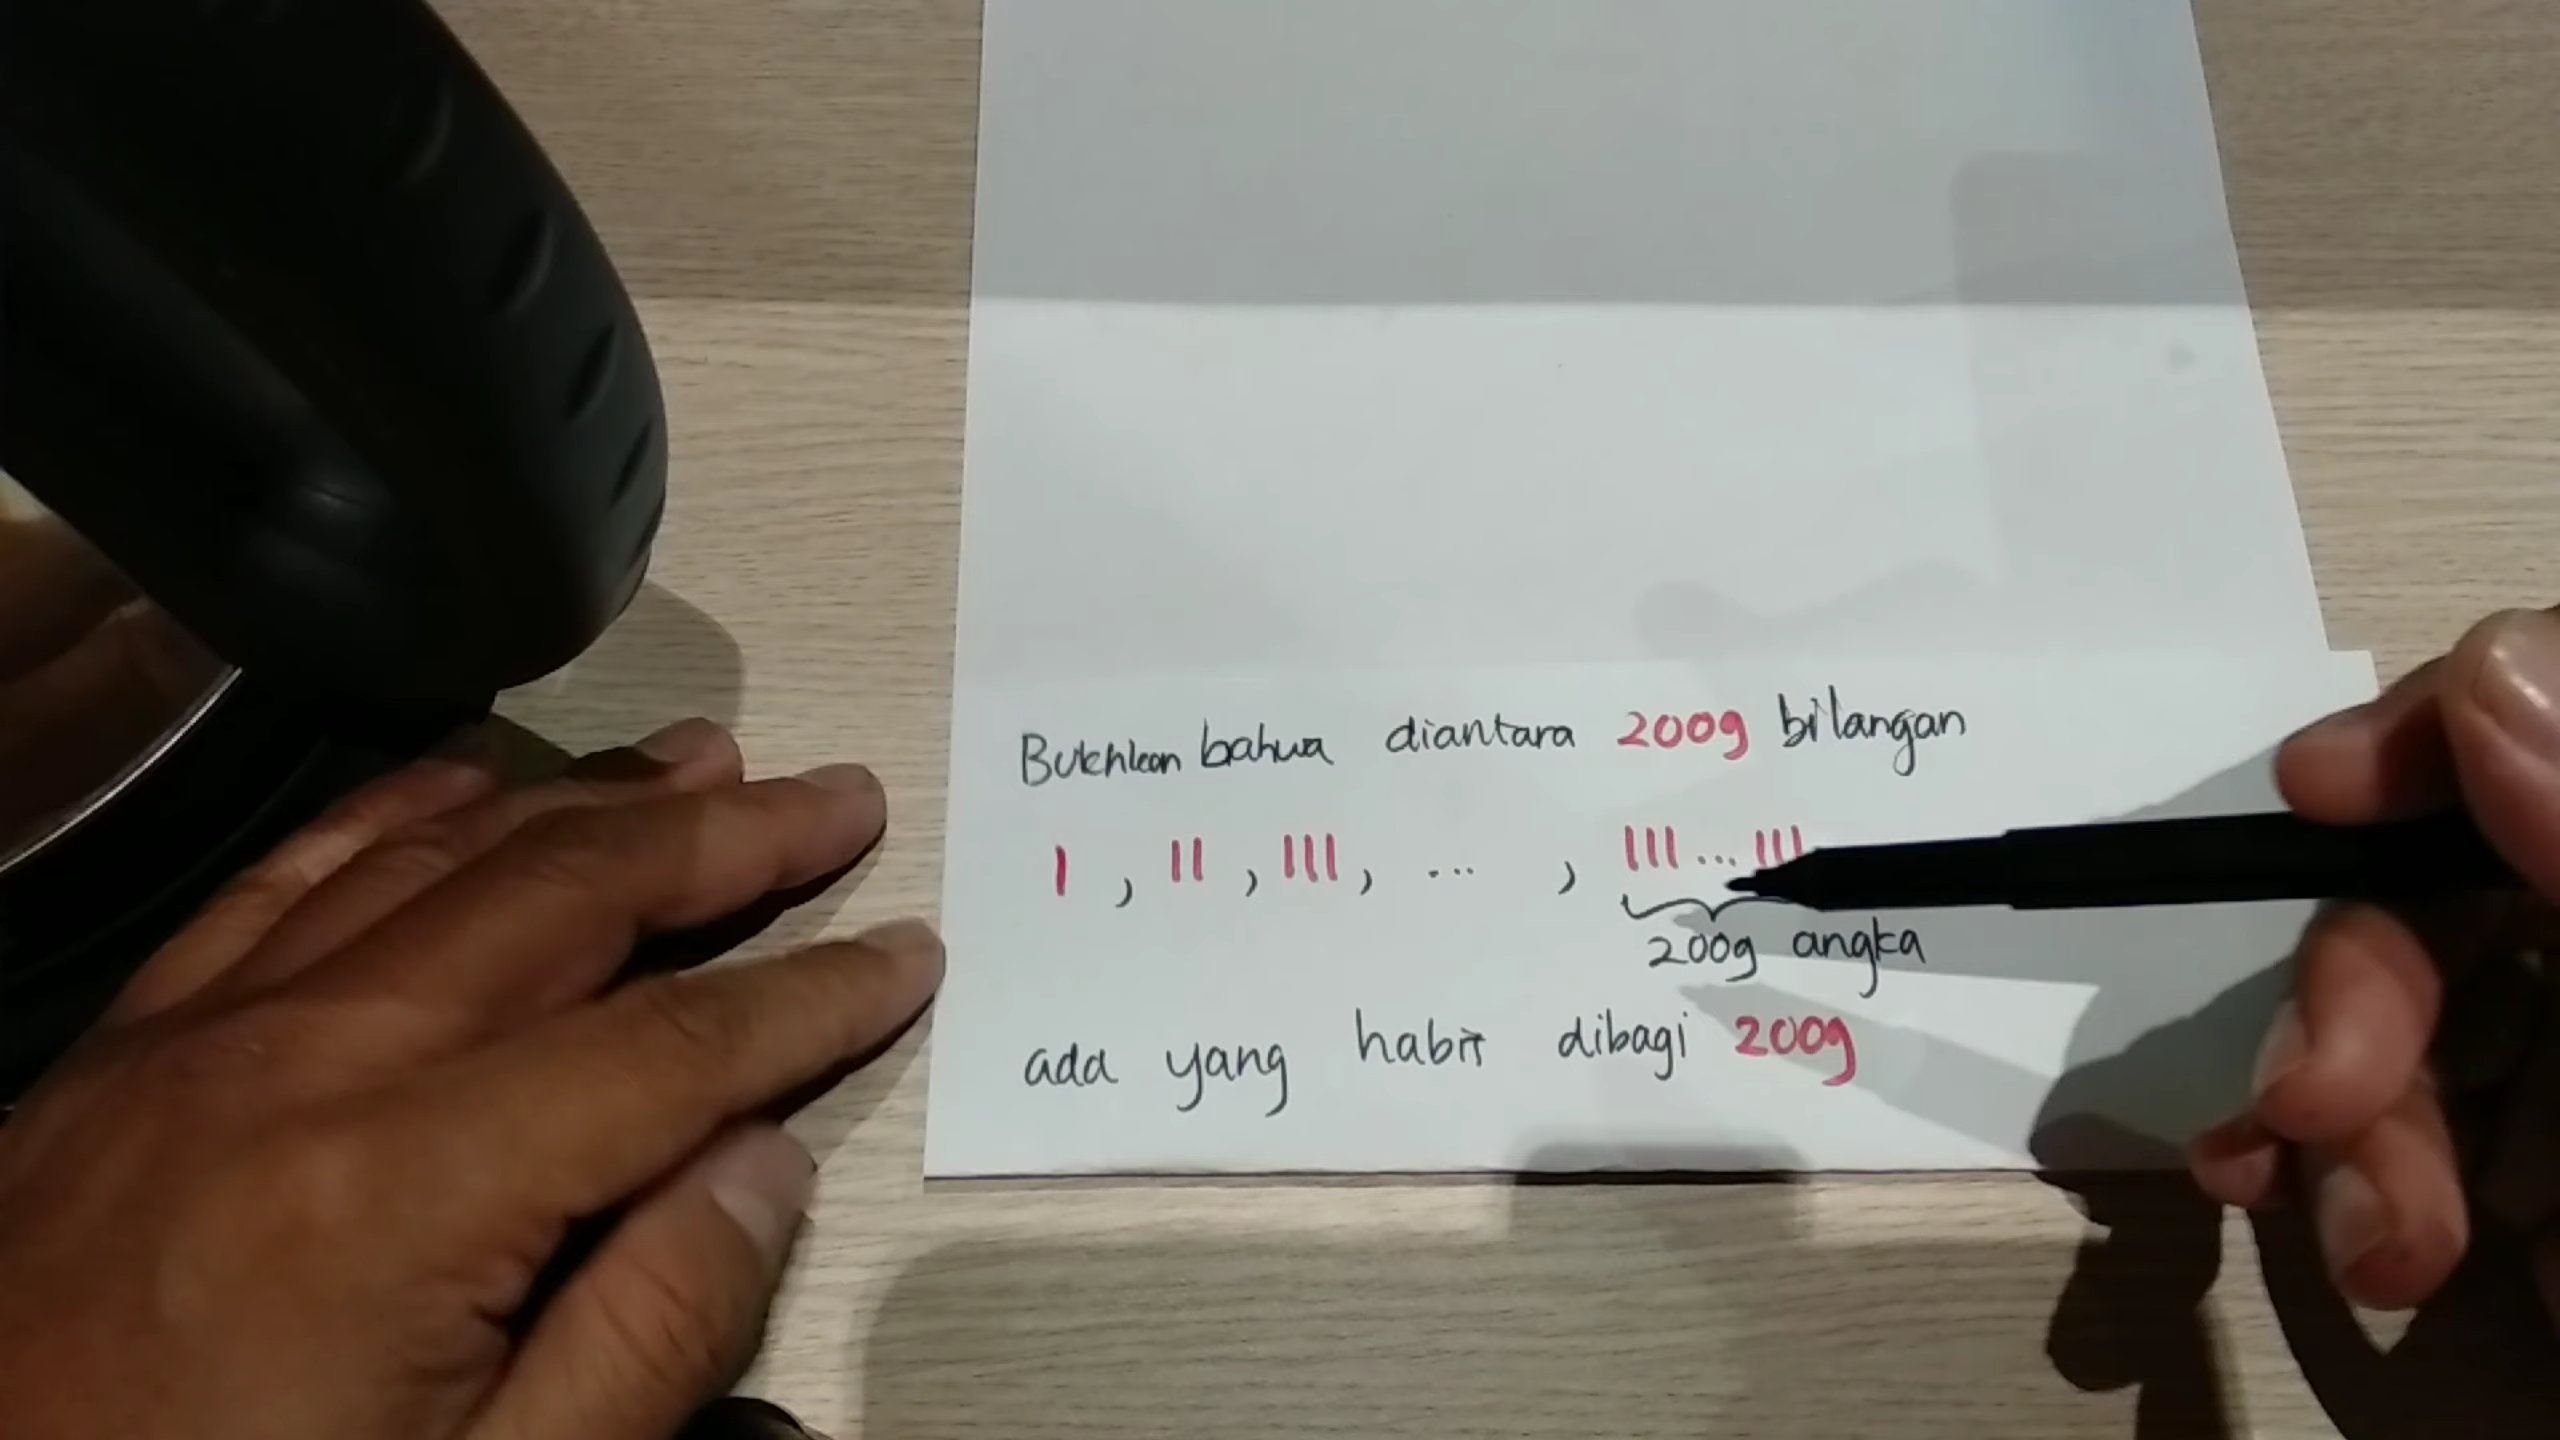 Buktikan bahwa diantara 2009 bilangan
1 , 11 , 111 , ... , 111...111
2009 angka
ada yang habis dibagi 2009